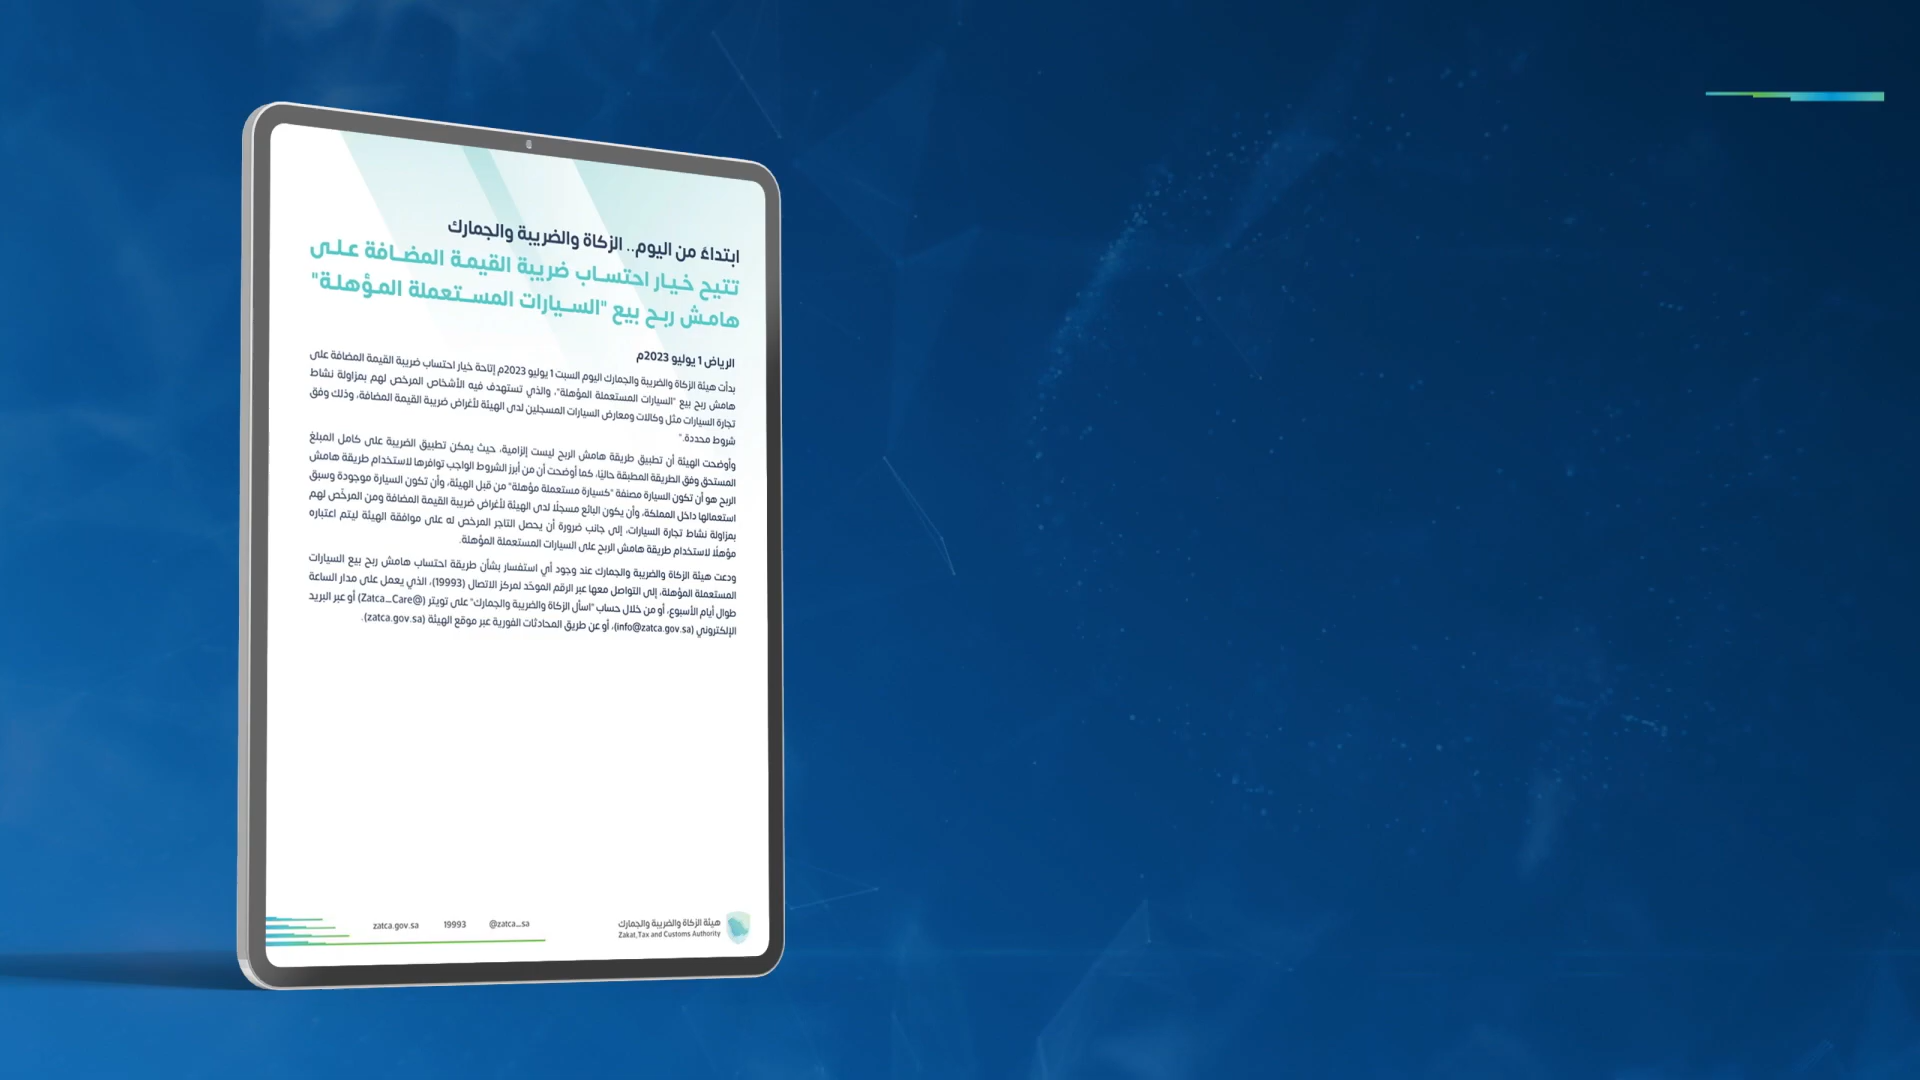 ابتداءً من اليوم.. الزكاة والضريبة والجمارك
تتيح خيار احتساب ضريبة القيمة المضافة على
هامش ربح بيع "السيارات المستعملة المؤهلة"
الرياض 1 يوليو 2023م
بدأت هيئة الزكاة والضريبة والجمارك اليوم السبت 1 يوليو 2023م إتاحة خيار احتساب ضريبة القيمة المضافة على
هامش ربح بيع "السيارات المستعملة المؤهلة"، والذي تستهدف فيه الأشخاص المرخص لهم بمزاولة نشاط
تجارة السيارات مثل وكالات ومعارض السيارات المسجلين لدى الهيئة لأغراض ضريبة القيمة المضافة، وذلك وفق
شروط محددة."
وأوضحت الهيئة أن تطبيق طريقة هامش الربح ليست إلزامية، حيث يمكن تطبيق الضريبة على كامل المبلغ
المستحق وفق الطريقة المطبقة حاليًا، كما أوضحت أن من أبرز الشروط الواجب توافرها لاستخدام طريقة هامش
الربح هو أن تكون السيارة مصنفة "كسيارة مستعملة مؤهلة" من قبل الهيئة، وأن تكون السيارة موجودة وسبق
استعمالها داخل المملكة، وأن يكون البائع مسجلًا لدى الهيئة لأغراض ضريبة القيمة المضافة ومن المرخّص لهم
بمزاولة نشاط تجارة السيارات، إلى جانب ضرورة أن يحصل التاجر المرخص له على موافقة الهيئة ليتم اعتباره
مؤهلًا لاستخدام طريقة هامش الربح على السيارات المستعملة المؤهلة.
ودعت هيئة الزكاة والضريبة والجمارك عند وجود أي استفسار بشأن طريقة احتساب هامش ربح بيع السيارات
المستعملة المؤهلة، إلى التواصل معها عبر الرقم الموحّد لمركز الاتصال (19993)، الذي يعمل على مدار الساعة
طوال أيام الأسبوع، أو من خلال حساب "اسأل الزكاة والضريبة والجمارك" على تويتر (@Zatca_Care) أو عبر البريد
الإلكتروني (info@zatca.gov.sa)، أو عن طريق المحادثات الفورية عبر موقع الهيئة (zatca.gov.sa).
هيئة الزكاة والضريبة والجمارك
Zakat, Tax and Customs Authority
zatca.gov.sa 19993 @zatca_sa